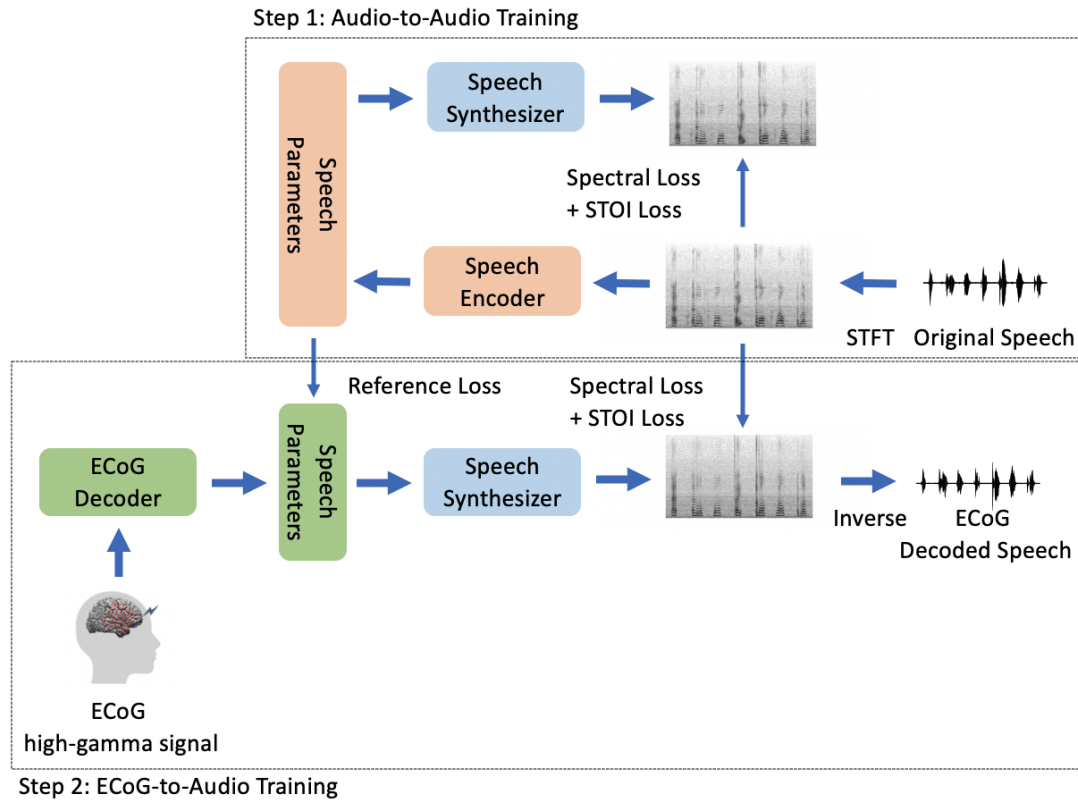 Step 1: Audio-to-Audio Training
Speech
Parameters
Speech
Synthesizer
Spectral Loss
+ STOI Loss
Speech
Encoder
STFT
Original Speech
Reference Loss
Spectral Loss
+ STOI Loss
ECoG
Decoder
Speech
Parameters
Speech
Synthesizer
Inverse
ECoG
Decoded Speech
ECoG
high-gamma signal
Step 2: ECoG-to-Audio Training